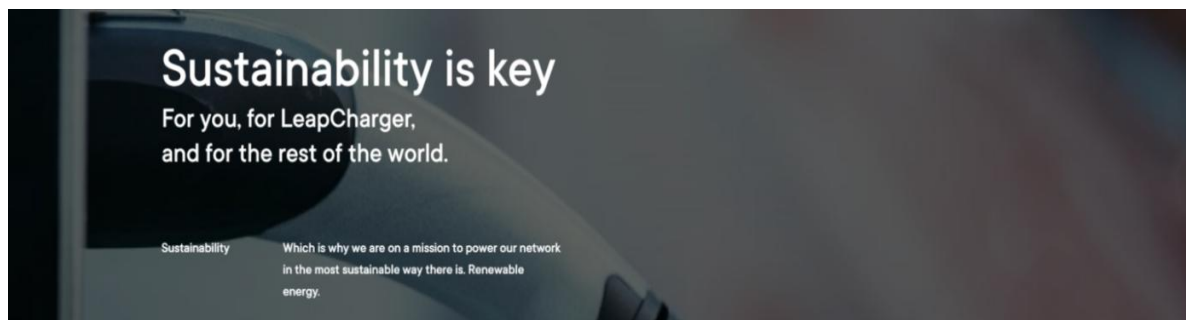 Sustainability is key
For you, for LeapCharger,
and for the rest of the world.
Sustainability
Which is why we are on a mission to power our network
in the most sustainable way there is. Renewable
energy.